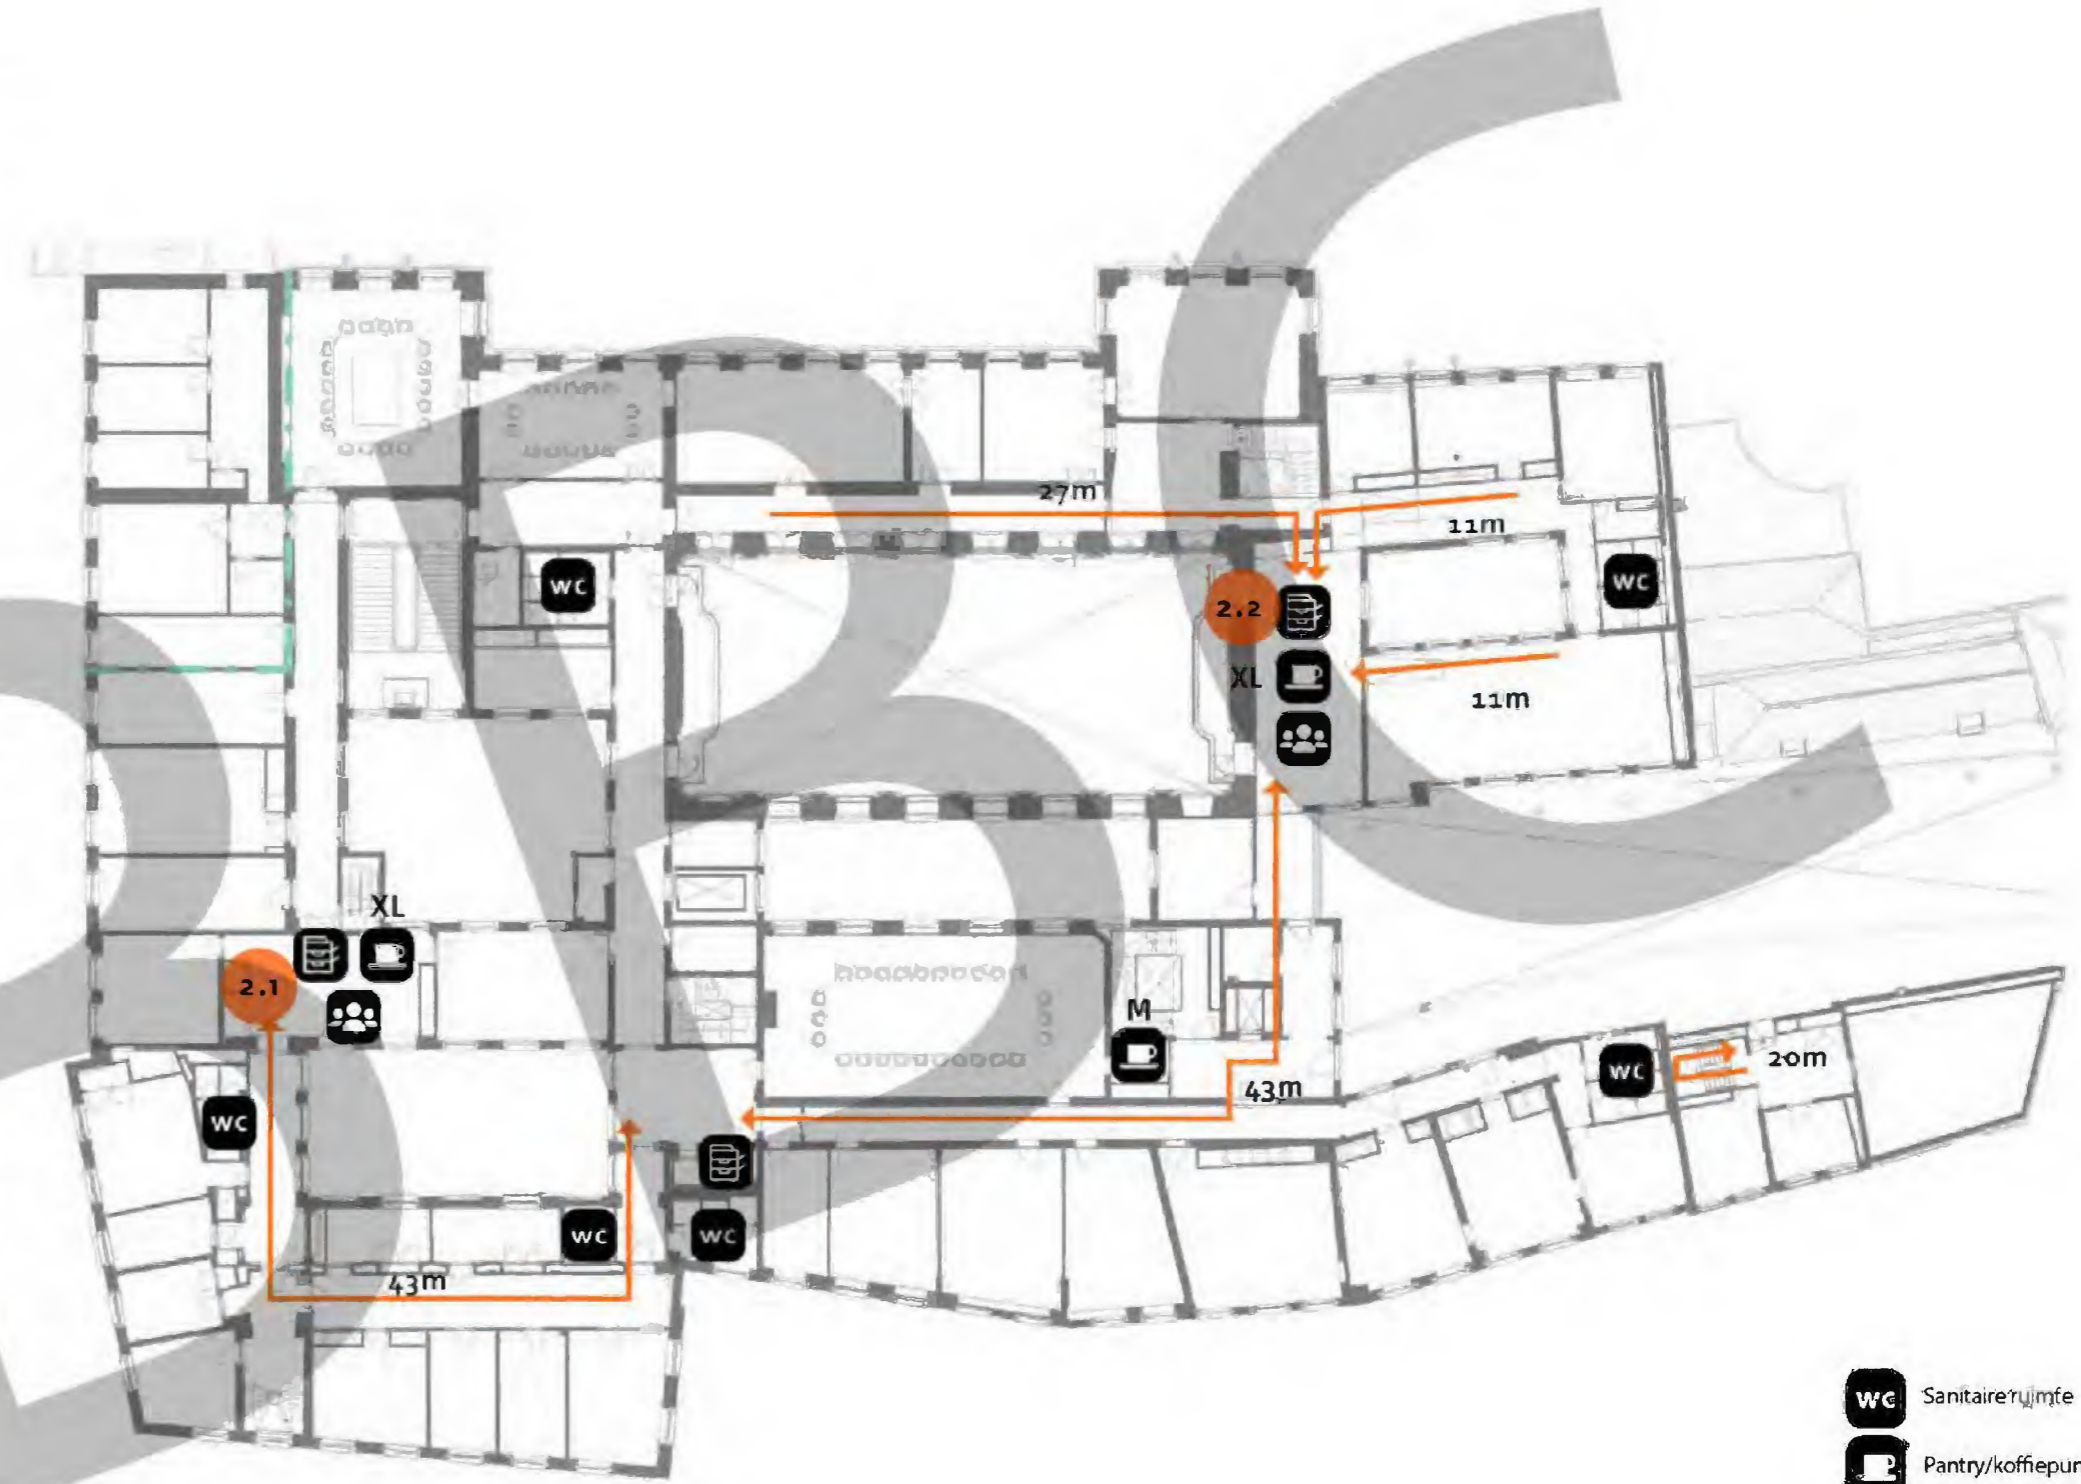 27m
11m
WC
WC
2.2
XL
11m
XL
2.1
M
20m
WC
43m
WC
WC
WC
43m
WC Sanitaire ruimte
Pantry/koffiepun